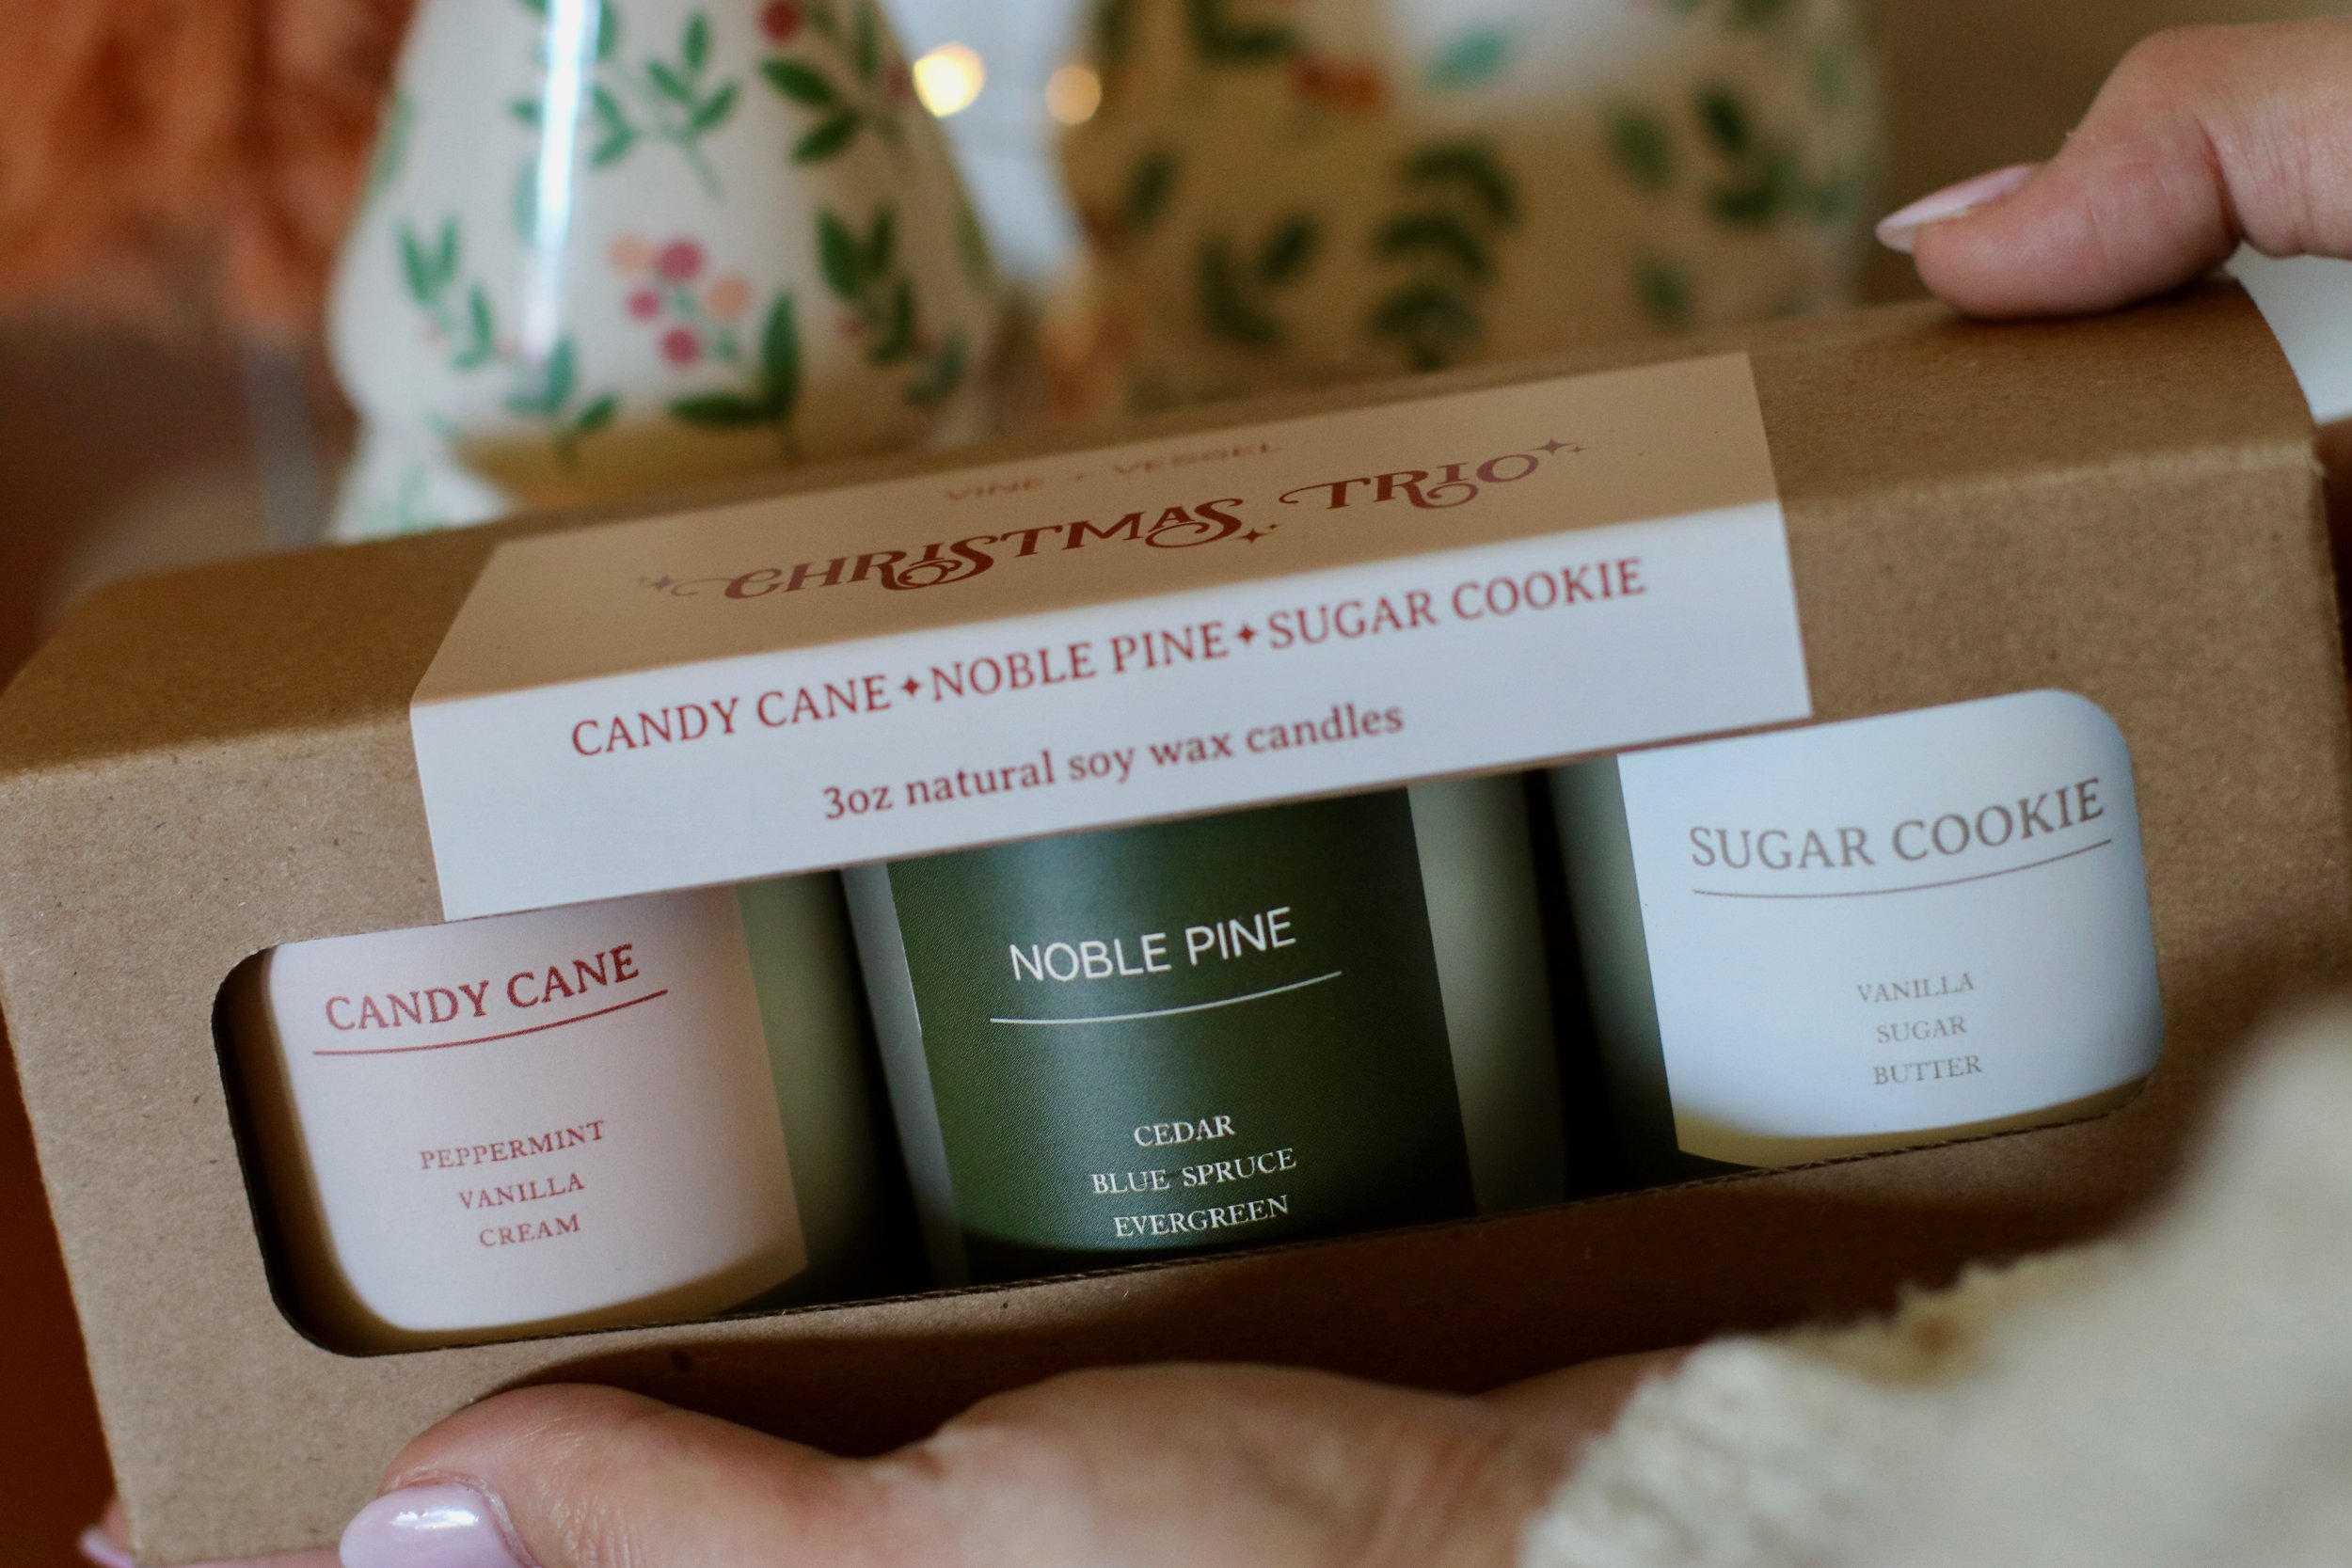 VINE + VESSEL
CHRISTMAS TRIO
CANDY CANE✦NOBLE PINE✦SUGAR COOKIE
3oz natural soy wax candles
CANDY CANE
PEPPERMINT
VANILLA
CREAM
NOBLE PINE
CEDAR
BLUE SPRUCE
EVERGREEN
SUGAR COOKIE
VANILLA
SUGAR
BUTTER